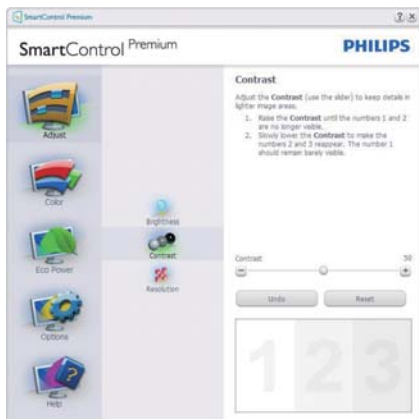 SmartControl Premium
SmartControl Premium
PHILIPS
Adjust
Color
Eco Power
Options
Help
Brightness
Contrast
Resolution
Contrast
Adjust the Contrast (use the slider) to keep details in
lighter image areas.
1. Raise the Contrast until the numbers 1 and 2
are no longer visible.
2. Slowly lower the Contrast to make the
numbers 2 and 3 reappear. The number 1
should remain barely visible.
Contrast 50
Undo Reset
1 2 3